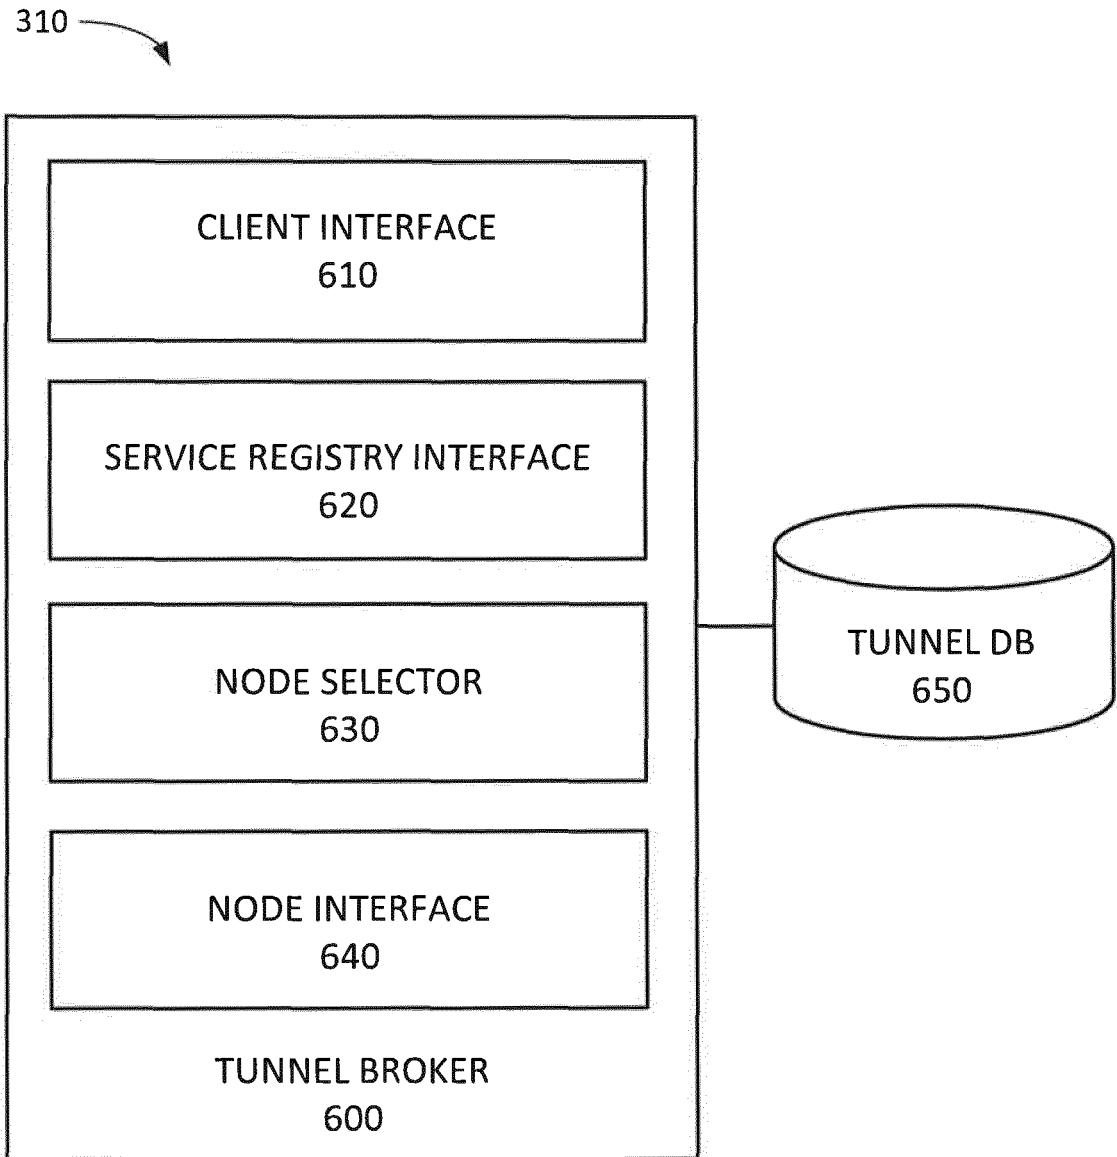 310
CLIENT INTERFACE
610
SERVICE REGISTRY INTERFACE
620
NODE SELECTOR
630
NODE INTERFACE
640
TUNNEL BROKER
600
TUNNEL DB
650